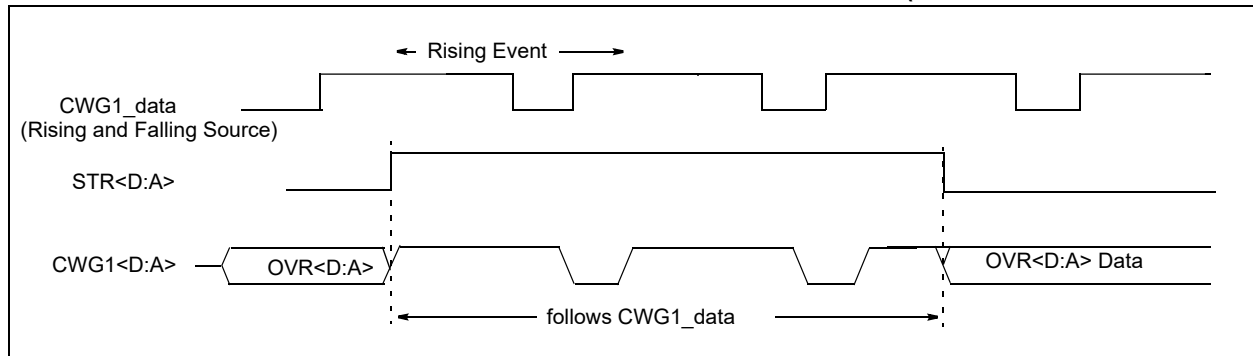 Rising Event
CWG1_data
(Rising and Falling Source)
STR<D:A>
CWG1<D:A>
OVR<D:A>
OVR<D:A> Data
follows CWG1_data